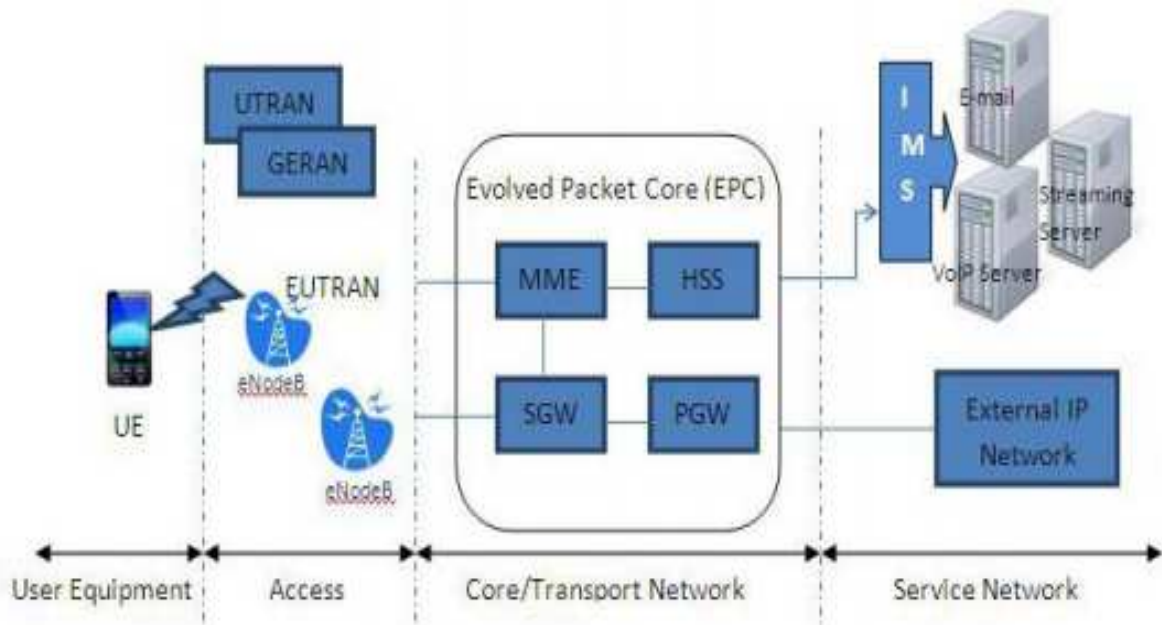 UTRAN
GERAN
EUTRAN
eNodeB
eNodeB
UE
Evolved Packet Core (EPC)
MME
HSS
SGW
PGW
I
M
S
E-mail
Streaming
Server
VoIP Server
External IP
Network
User Equipment
Access
Core/Transport Network
Service Network